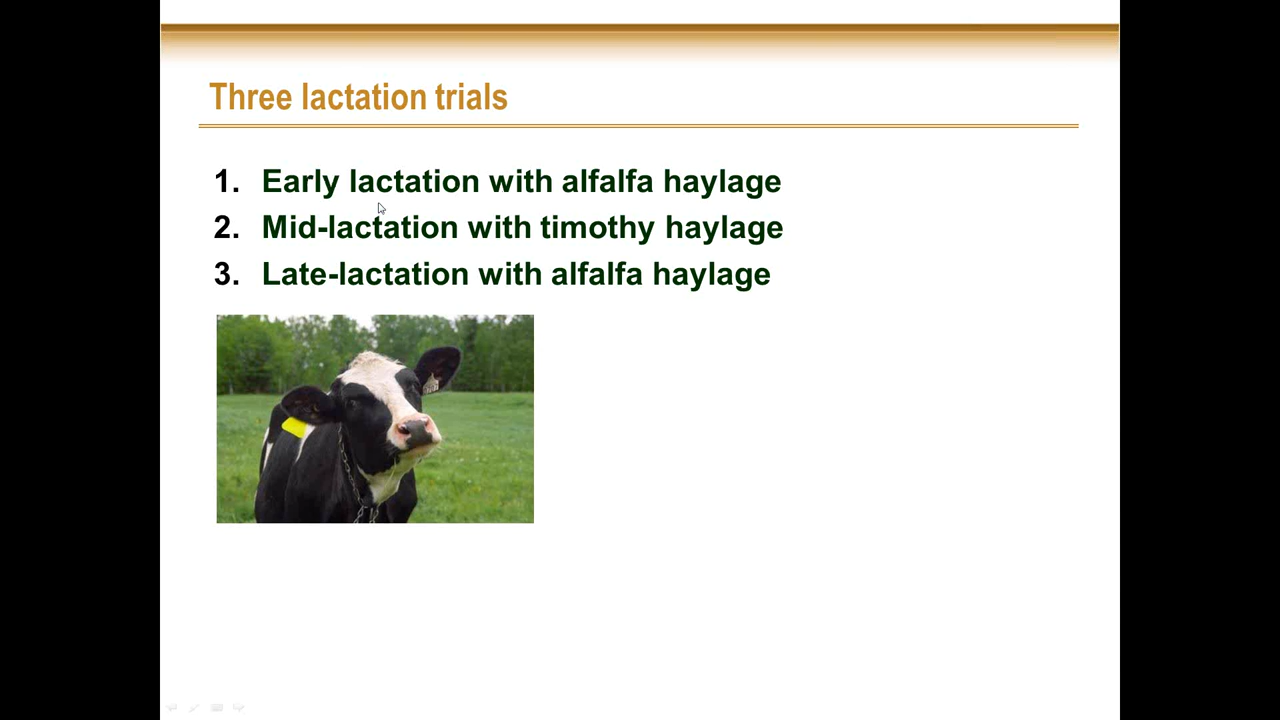 Three lactation trials
1. Early lactation with alfalfa haylage
2. Mid-lactation with timothy haylage
3. Late-lactation with alfalfa haylage